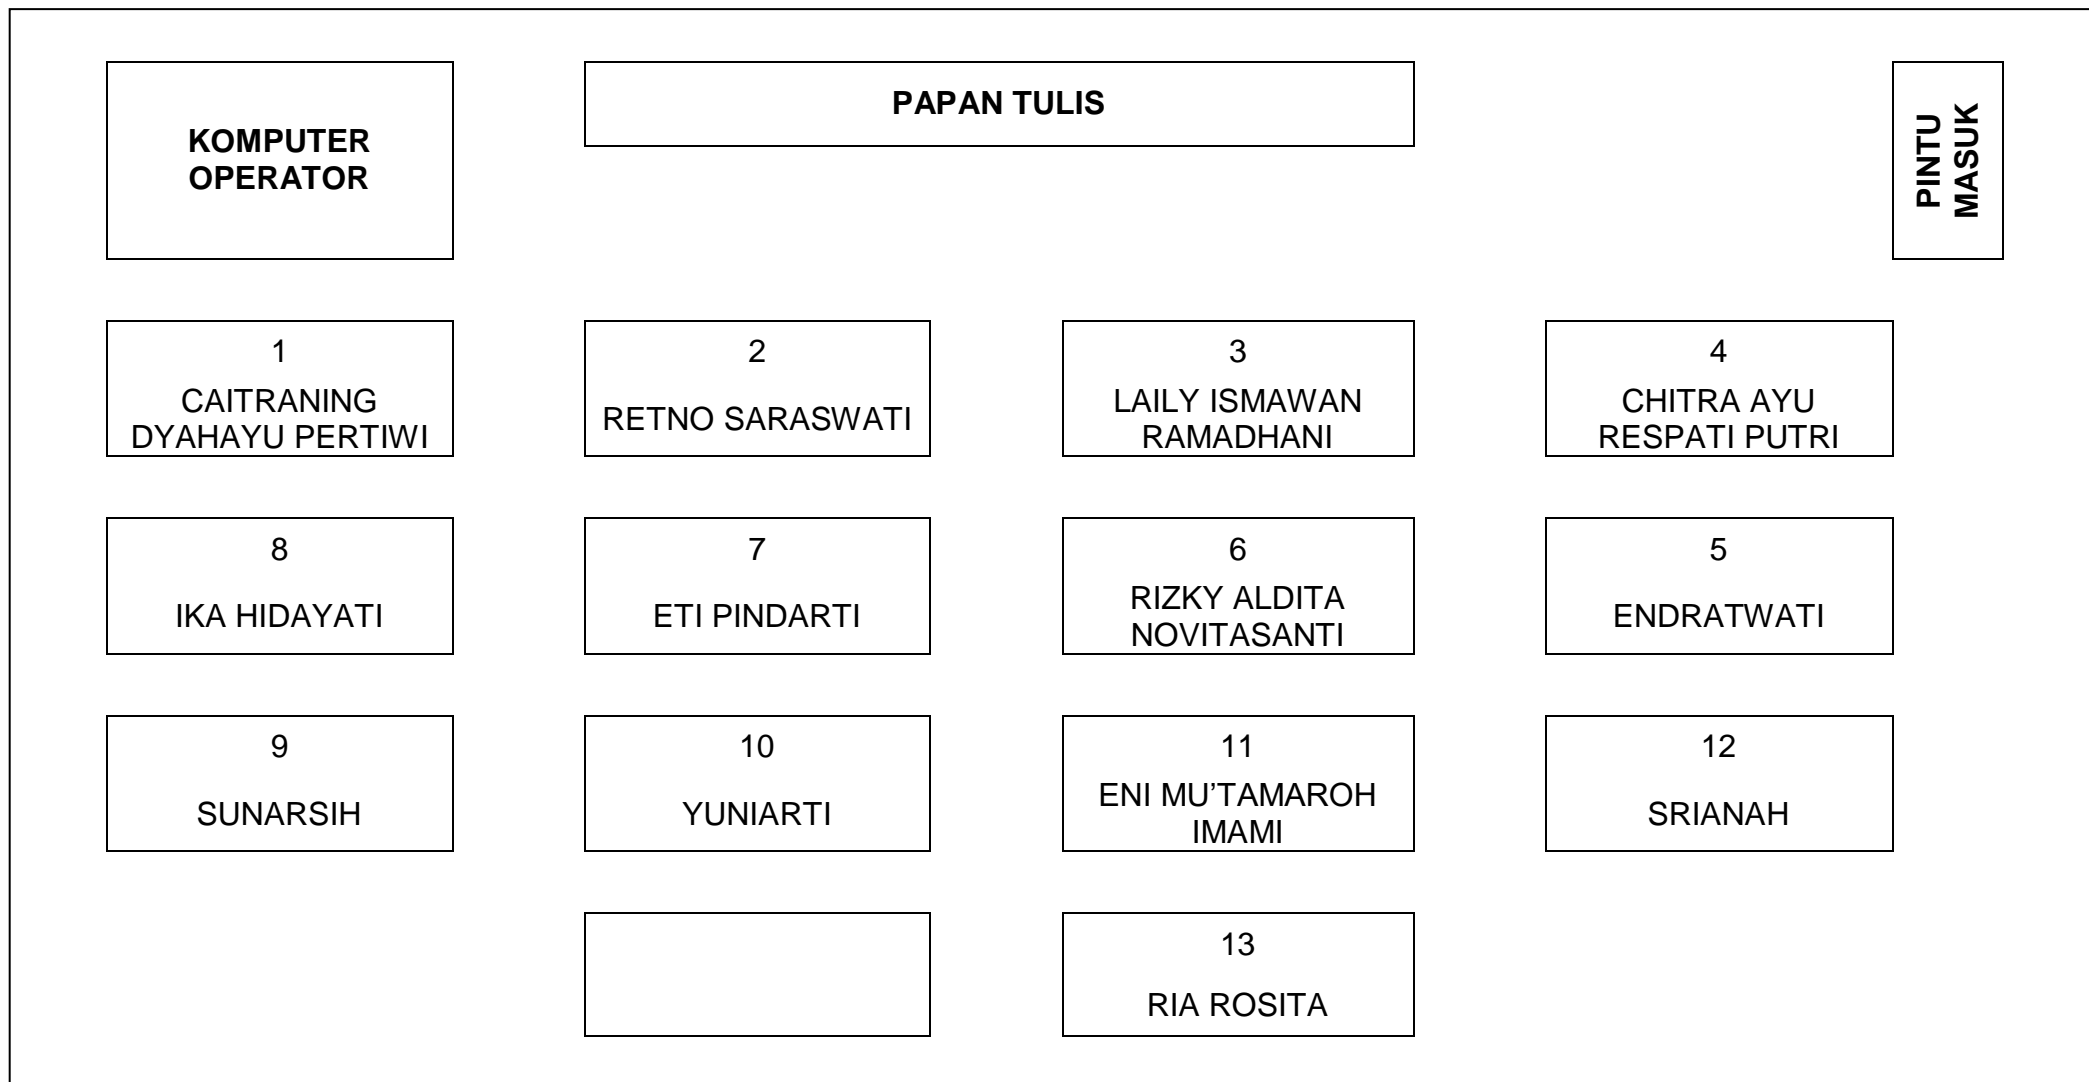 KOMPUTER
OPERATOR
PAPAN TULIS
PINTU
MASUK
1
CAITRANING
DYAHAYU PERTIWI
2
RETNO SARASWATI
3
LAILY ISMAWAN
RAMADHANI
4
CHITRA AYU
RESPATI PUTRI
8
IKA HIDAYATI
7
ETI PINDARTI
6
RIZKY ALDITA
NOVITASANTI
5
ENDRATWATI
9
SUNARSIH
10
YUNIARTI
11
ENI MU’TAMAROH
IMAMI
12
SRIANAH
13
RIA ROSITA